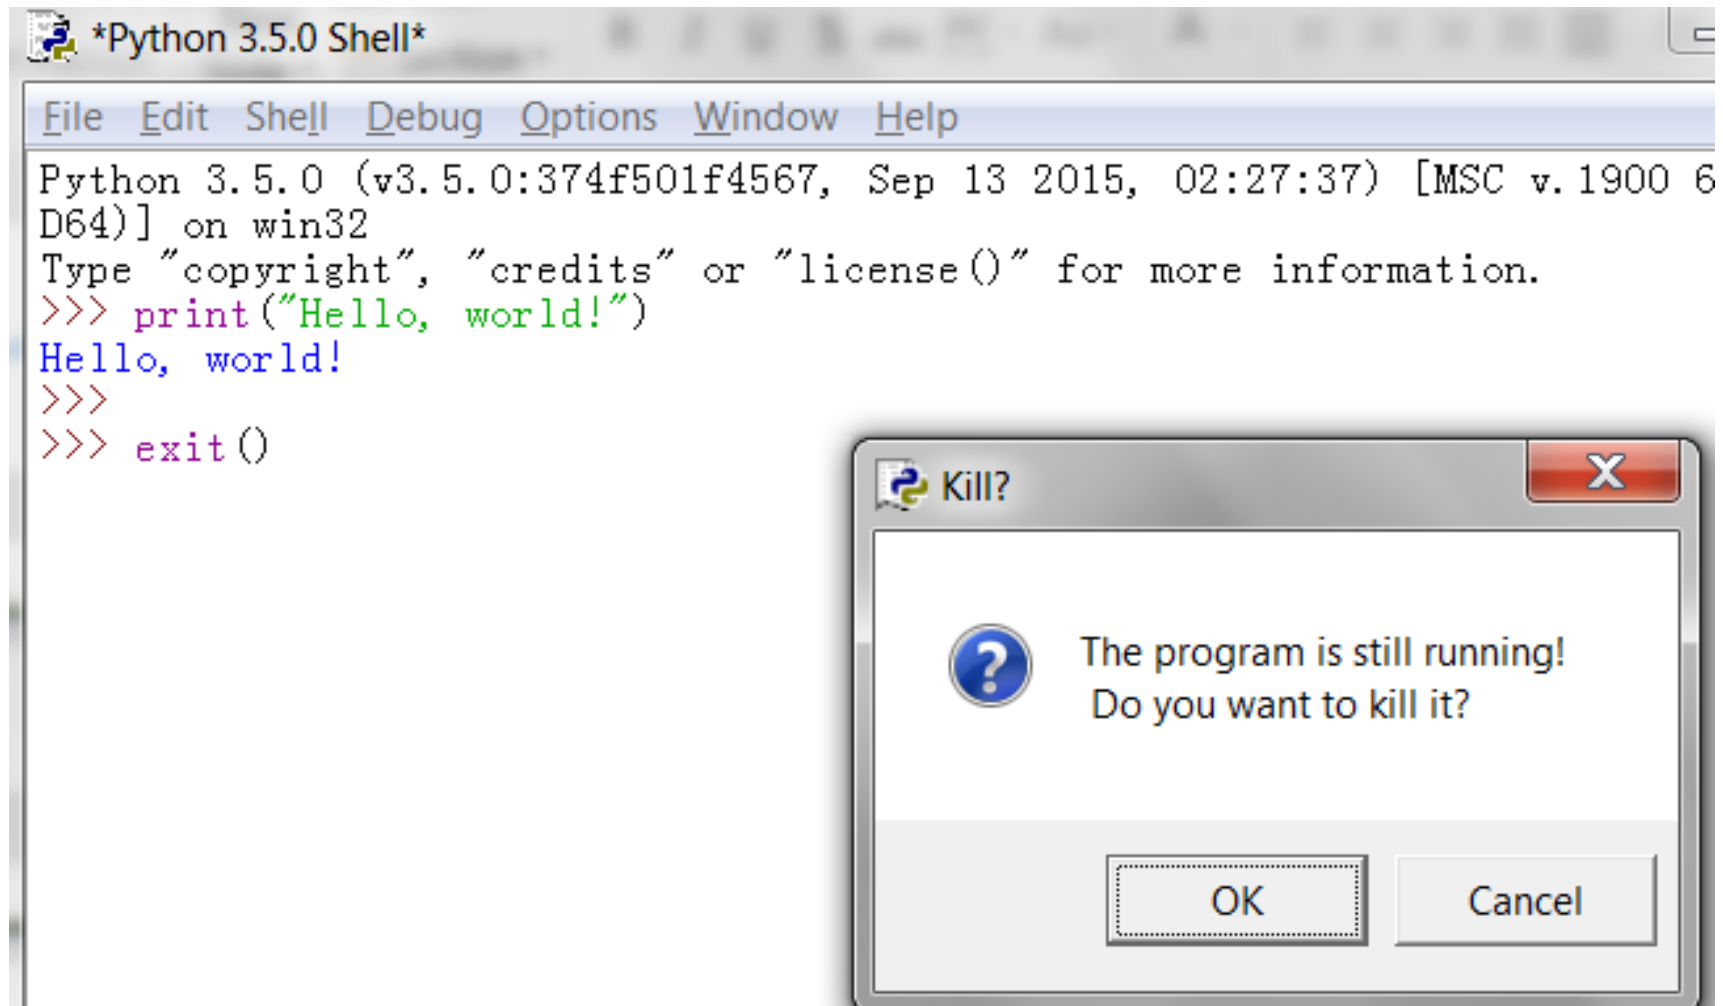 *Python 3.5.0 Shell*
File Edit Shell Debug Options Window Help
Python 3.5.0 (v3.5.0:374f501f4567, Sep 13 2015, 02:27:37) [MSC v.1900 6
D64)] on win32
Type "copyright", "credits" or "license()" for more information.
>>> print("Hello, world!")
Hello, world!
>>>
>>> exit()
Kill?
The program is still running!
Do you want to kill it?
OK Cancel